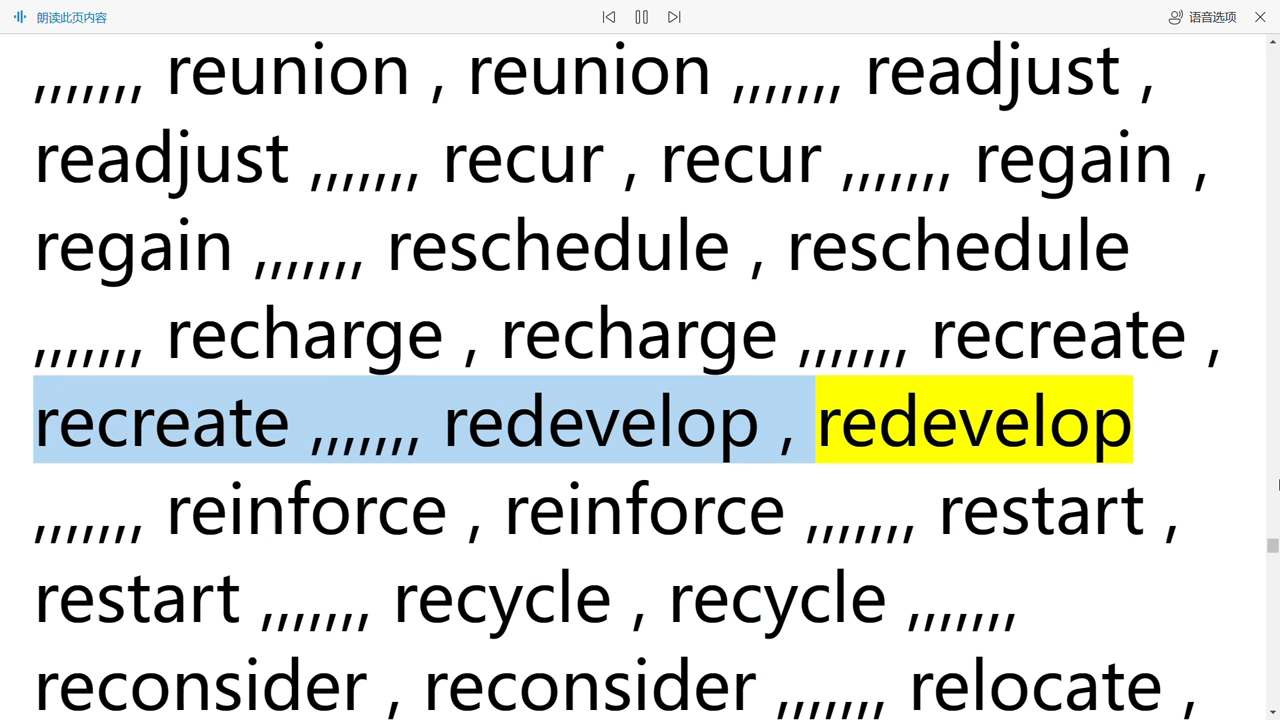 朗读此页内容
语音选项
,,,,,,, reunion , reunion ,,,,,,, readjust ,
readjust ,,,,,,, recur , recur ,,,,,,, regain ,
regain ,,,,,,, reschedule , reschedule
,,,,,,, recharge , recharge ,,,,,,, recreate ,
recreate ,,,,,,, redevelop , redevelop
,,,,,,, reinforce , reinforce ,,,,,,, restart ,
restart ,,,,,,, recycle , recycle ,,,,,,,
reconsider , reconsider ,,,,,,, relocate ,